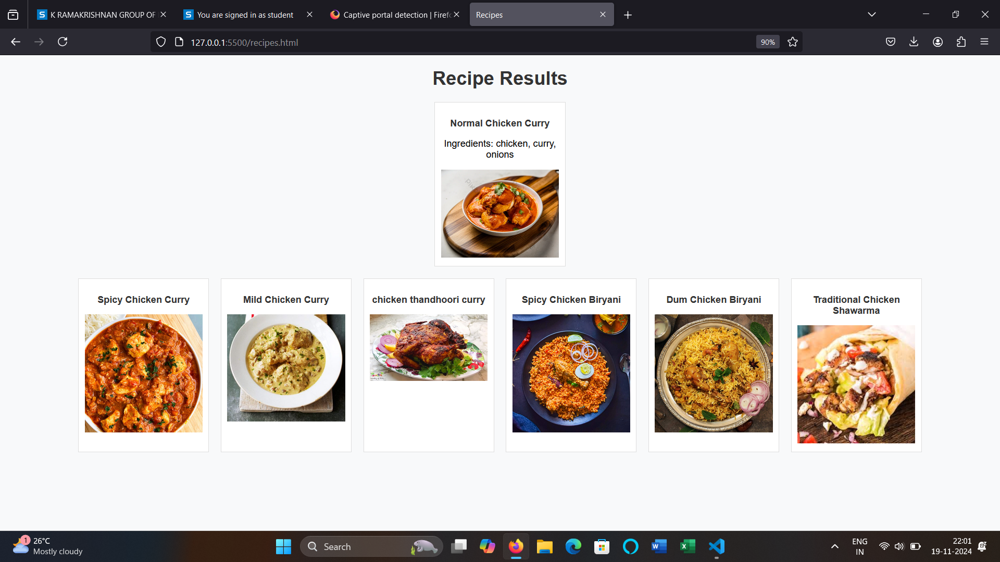 K RAMAKRISHNAN GROUP OF
You are signed in as student
Captive portal detection | Firefo
Recipes
127.0.0.1:5500/recipes.html
90%
Recipe Results
Normal Chicken Curry
Ingredients: chicken, curry,
onions
Spicy Chicken Curry
Mild Chicken Curry
chicken thandhoori curry
Spicy Chicken Biryani
Dum Chicken Biryani
Traditional Chicken
Shawarma
1
26°C
Mostly cloudy
Search
ENG
IN
22:01
19-11-2024